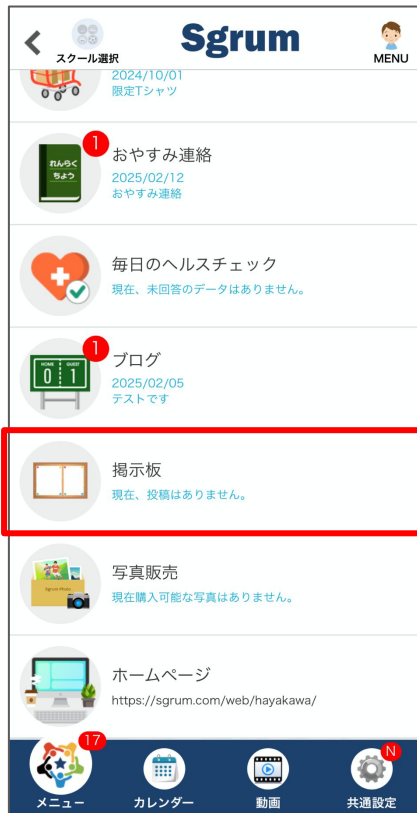 スクール選択
Sgrum
MENU
2024/10/01
限定Tシャツ
れんらく
ちょう
1
おやすみ連絡
2025/02/12
おやすみ連絡
毎日のヘルスチェック
現在、未回答のデータはありません。
HOME GUEST
0 1
1
ブログ
2025/02/05
テストです
掲示板
現在、投稿はありません。
Sgrum Photo
写真販売
現在購入可能な写真はありません。
ホームページ
https://sgrum.com/web/hayakawa/
17
メニュー
カレンダー
動画
N
共通設定